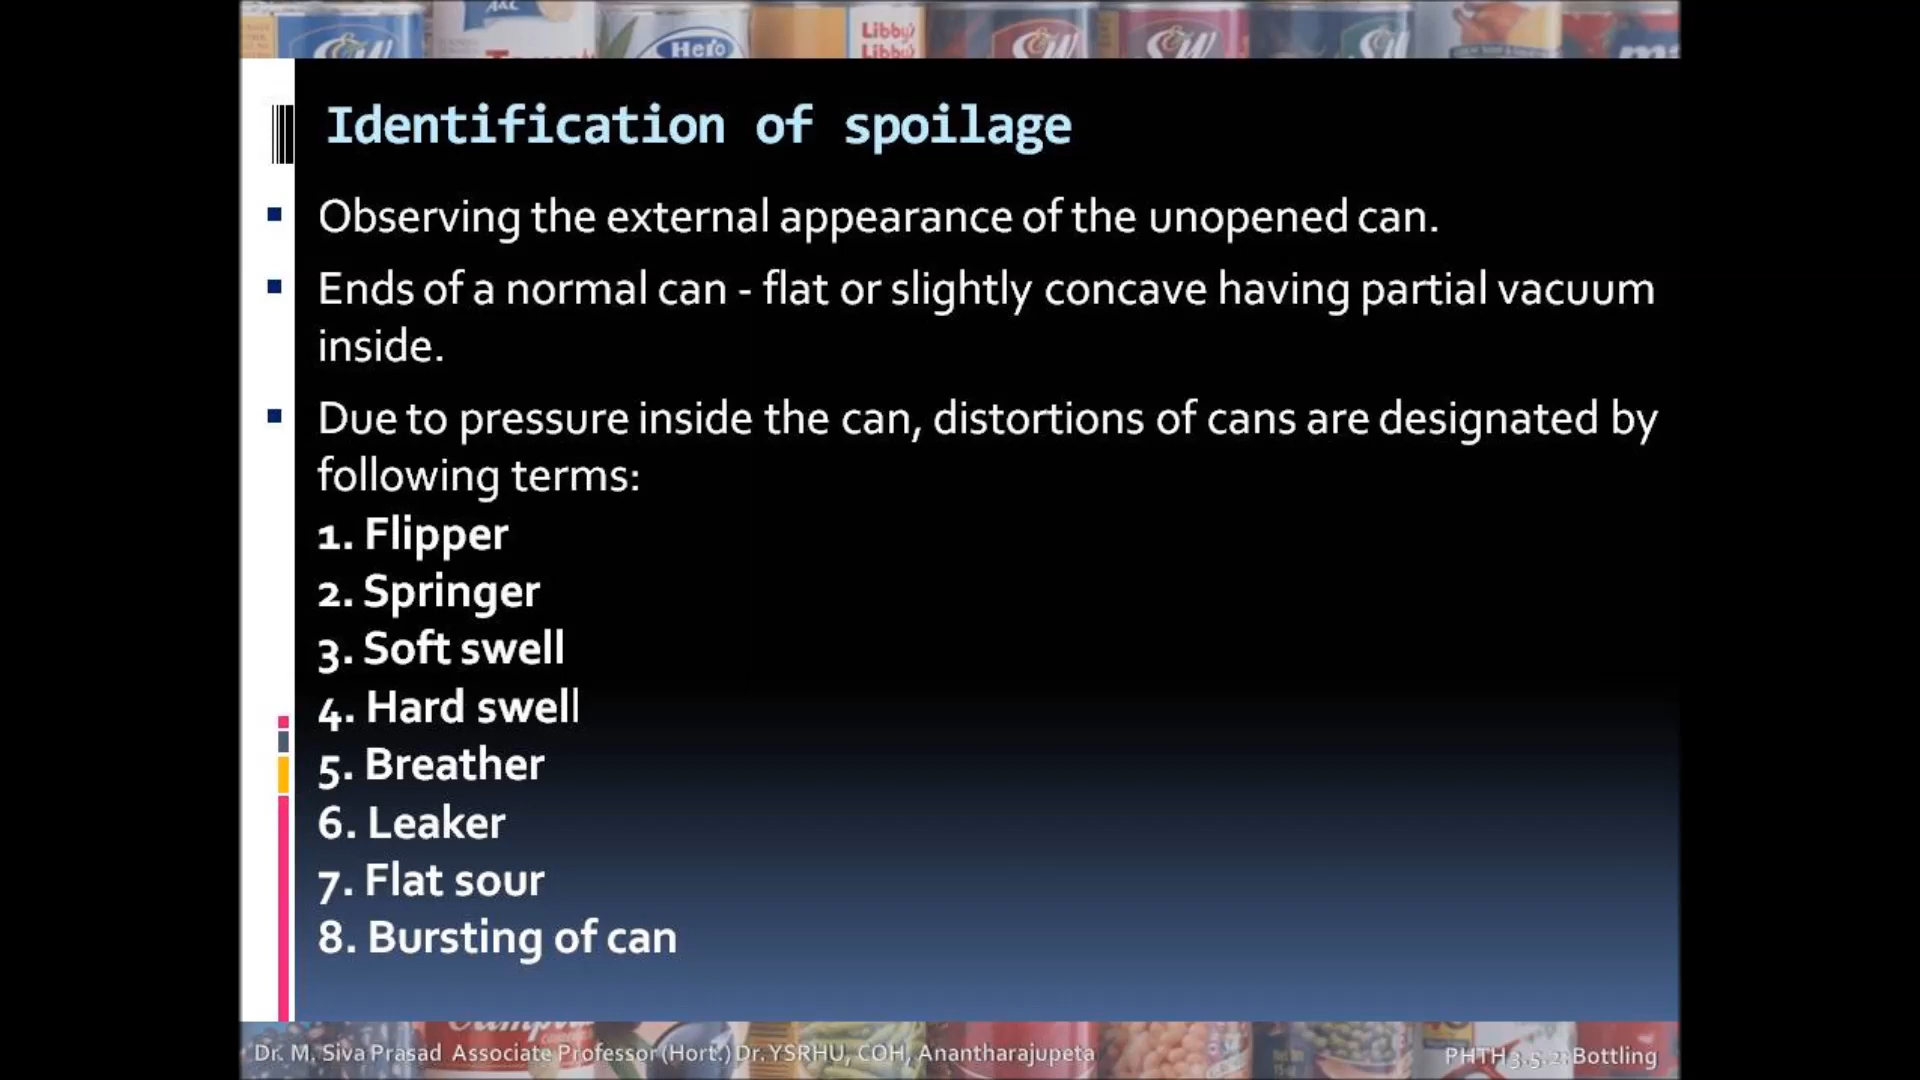 A&C
Libby's
Libby's
Hero
S&W
S&W
Identification of spoilage
Observing the external appearance of the unopened can.
Ends of a normal can - flat or slightly concave having partial vacuum
inside.
Due to pressure inside the can, distortions of cans are designated by
following terms:
1. Flipper
2. Springer
3. Soft swell
4. Hard swell
5. Breather
6. Leaker
7. Flat sour
8. Bursting of can
Dr. M. Siva Prasad Associate Professor (Hort.) Dr. YSRHU, COH, Anantharajupeta
PHTH 3.5.2: Bottling